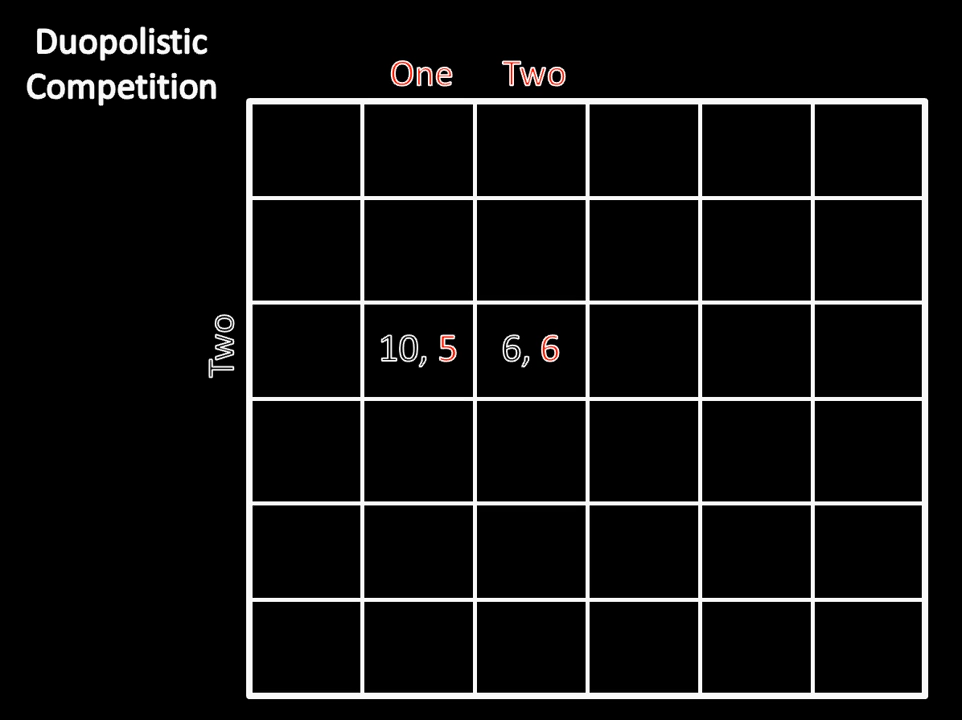 Duopolistic
Competition
One Two
Two
10, 5 6, 6